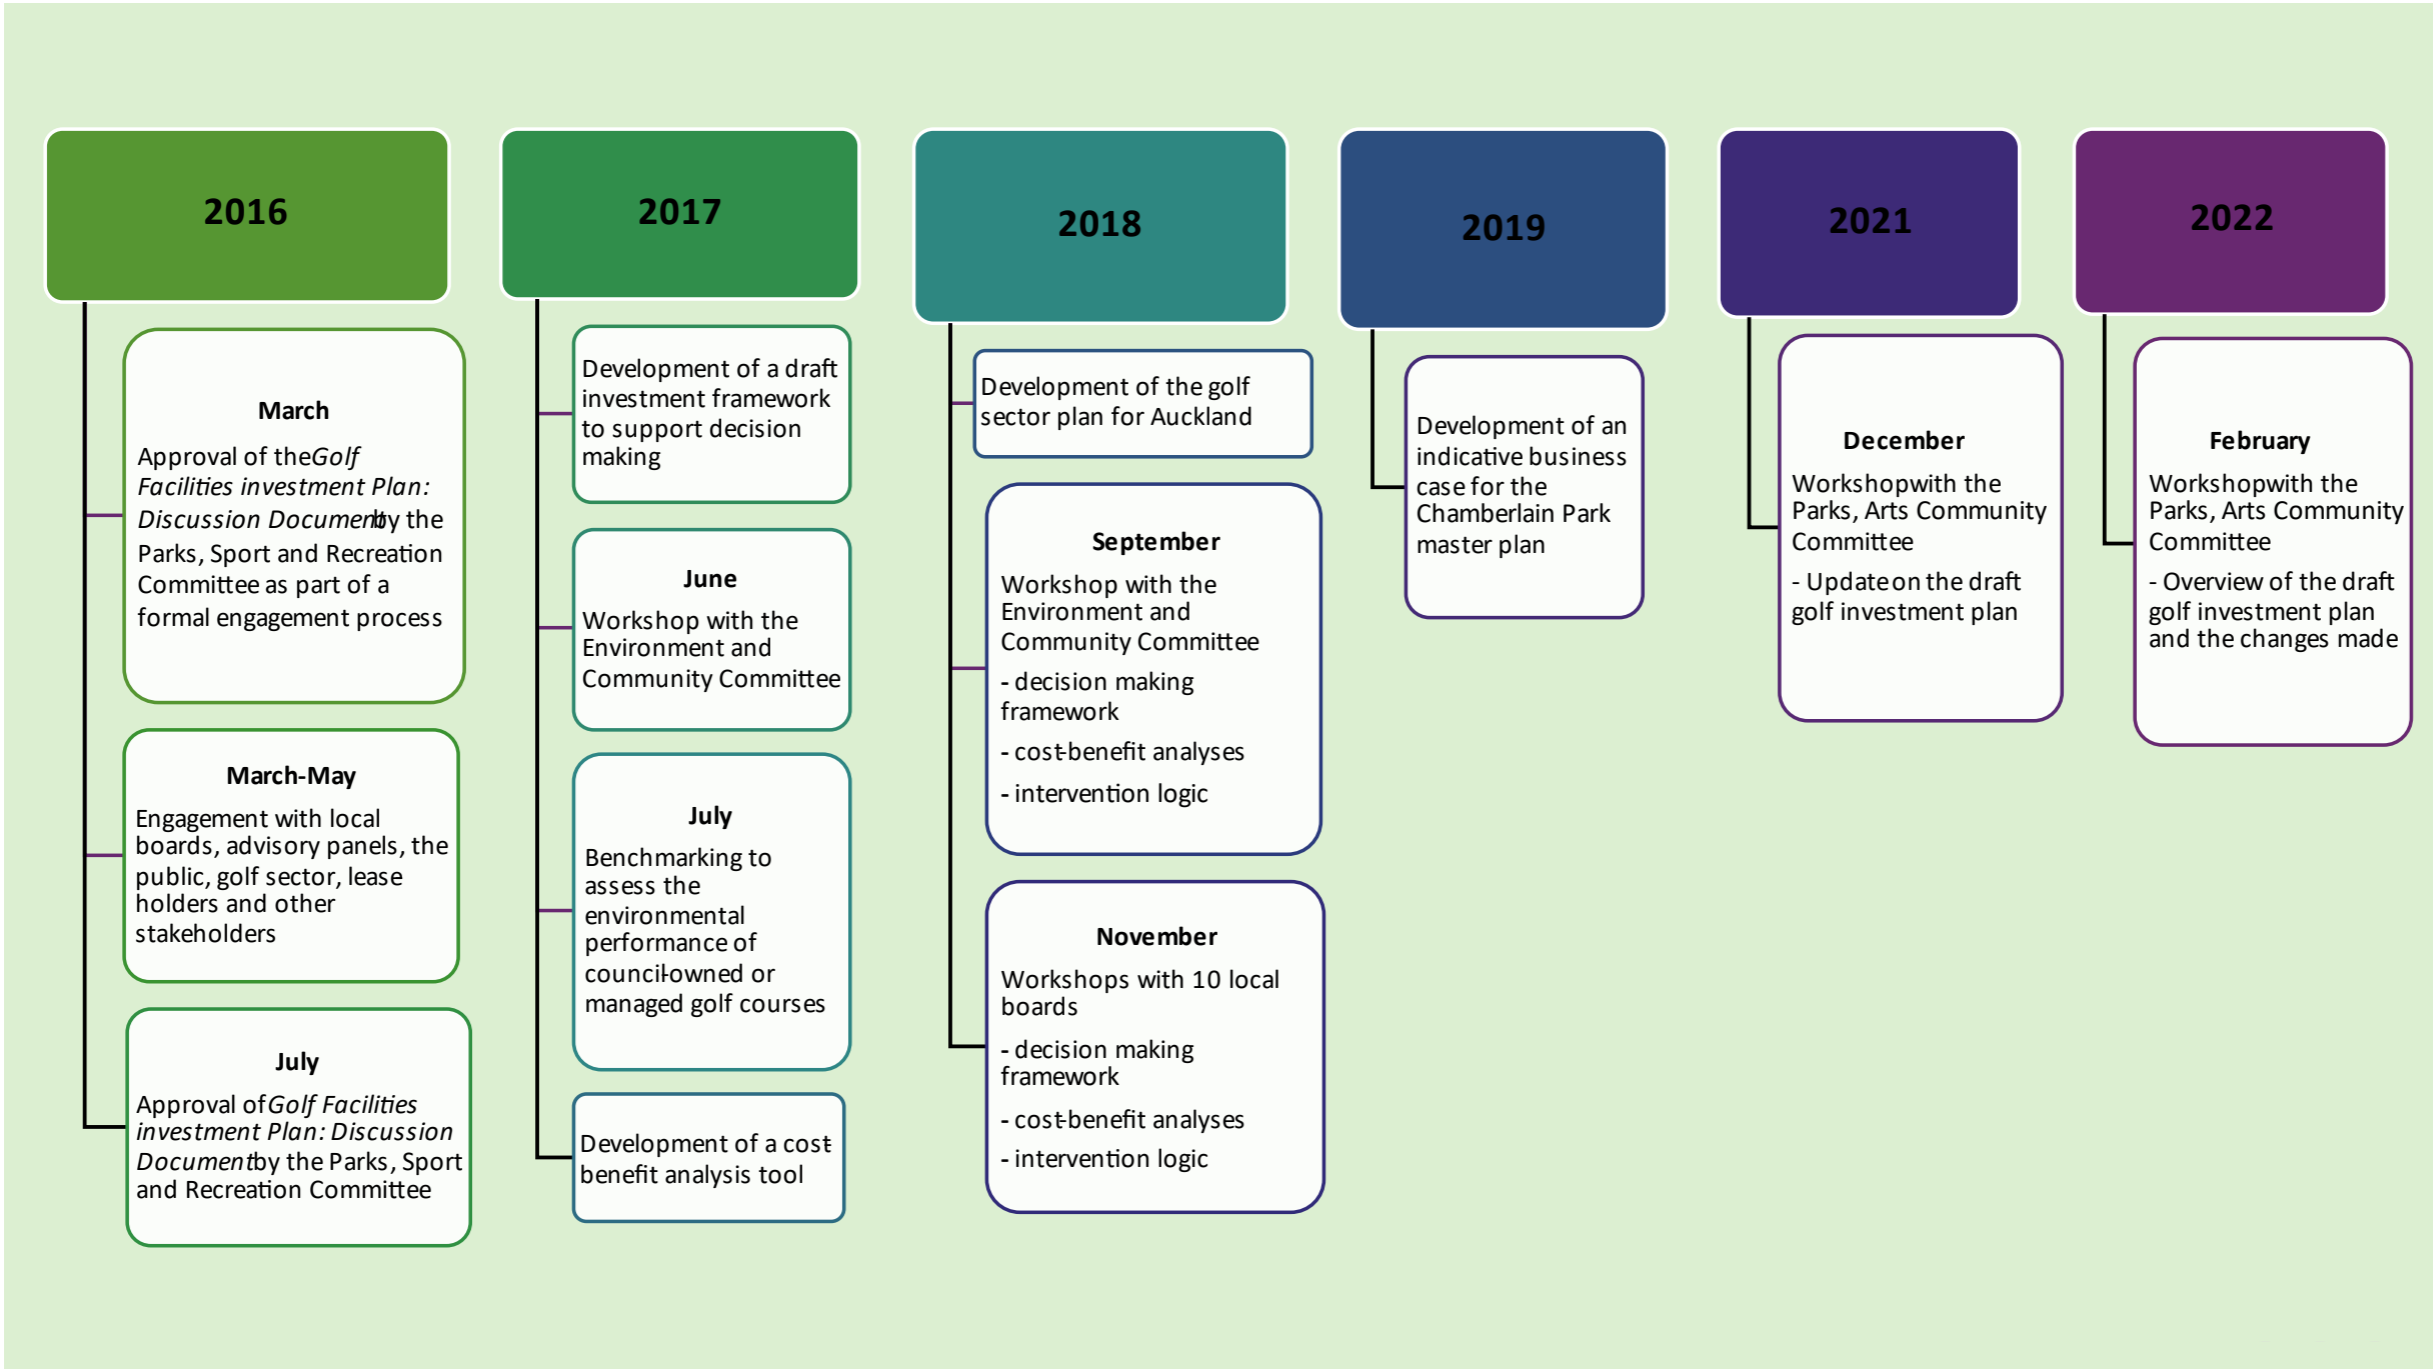 2016
March
Approval of the Golf
Facilities investment Plan:
Discussion Document by the
Parks, Sport and Recreation
Committee as part of a
formal engagement process
March-May
Engagement with local
boards, advisory panels, the
public, golf sector, lease
holders and other
stakeholders
July
Approval of Golf Facilities
investment Plan: Discussion
Document by the Parks, Sport
and Recreation Committee
2017
Development of a draft
investment framework
to support decision
making
June
Workshop with the
Environment and
Community Committee
July
Benchmarking to
assess the
environmental
performance of
council-owned or
managed golf courses
Development of a cost-
benefit analysis tool
2018
Development of the golf
sector plan for Auckland
September
Workshop with the
Environment and
Community Committee
- decision making
framework
- cost-benefit analyses
- intervention logic
November
Workshops with 10 local
boards
- decision making
framework
- cost-benefit analyses
- intervention logic
2019
Development of an
indicative business
case for the
Chamberlain Park
master plan
2021
December
Workshop with the
Parks, Arts Community
Committee
- Update on the draft
golf investment plan
2022
February
Workshop with the
Parks, Arts Community
Committee
- Overview of the draft
golf investment plan
and the changes made